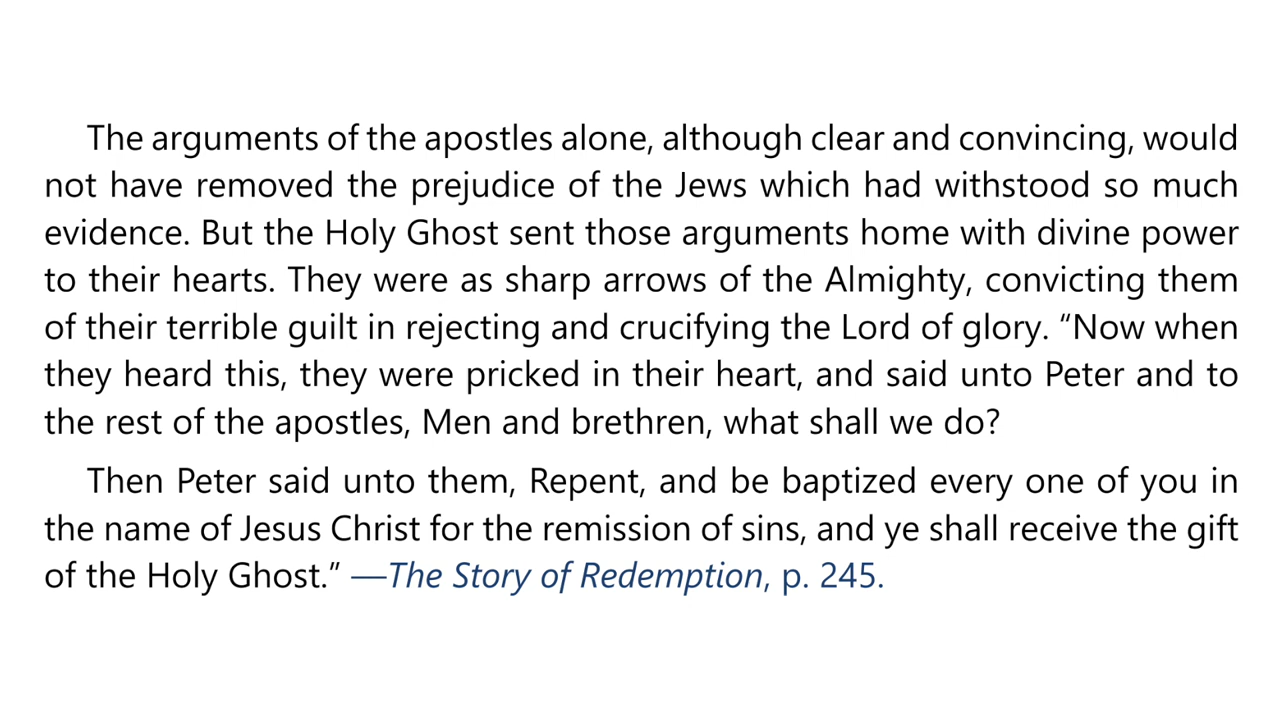 The arguments of the apostles alone, although clear and convincing, would
not have removed the prejudice of the Jews which had withstood so much
evidence. But the Holy Ghost sent those arguments home with divine power
to their hearts. They were as sharp arrows of the Almighty, convicting them
of their terrible guilt in rejecting and crucifying the Lord of glory. “Now when
they heard this, they were pricked in their heart, and said unto Peter and to
the rest of the apostles, Men and brethren, what shall we do?
Then Peter said unto them, Repent, and be baptized every one of you in
the name of Jesus Christ for the remission of sins, and ye shall receive the gift
of the Holy Ghost.” —The Story of Redemption, p. 245.